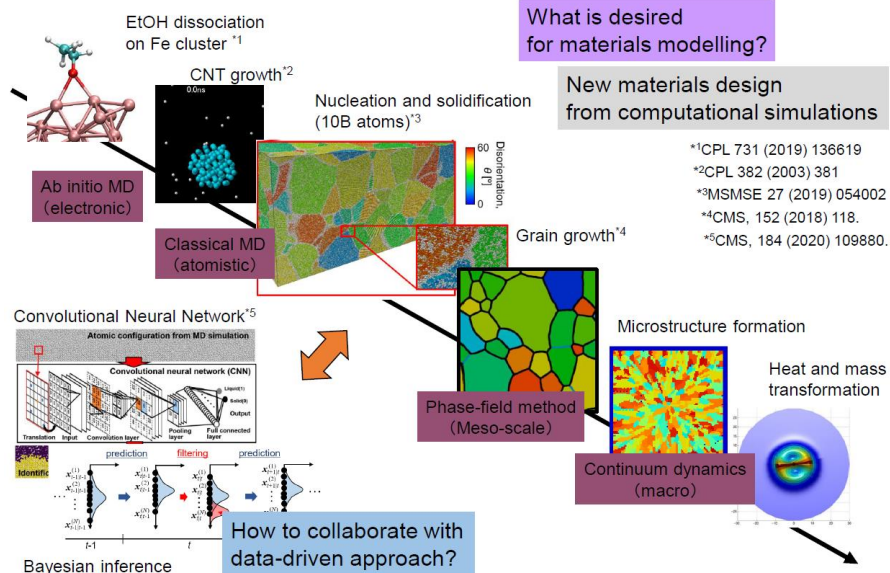 EtOH dissociation
on Fe cluster *1
What is desired
for materials modelling?
CNT growth*2
0.0ns
New materials design
from computational simulations
Nucleation and solidification
(10B atoms)*3
*1CPL 731 (2019) 136619
*2CPL 382 (2003) 381
*3MSMSE 27 (2019) 054002
*4CMS, 152 (2018) 118.
*5CMS, 184 (2020) 109880.
60
0
Disorientation,
θ [°]
Ab initio MD
(electronic)
Classical MD
(atomistic)
Grain growth*4
Convolutional Neural Network*5
Atomic configuration from MD simulation
Convolutional neural network (CNN)
Liquid(1)
Solid(0)
Output
Translation
Input
Convolution layer
Pooling
layer
Full connected
layer
Identific
Microstructure formation
Heat and mass
transformation
Phase-field method
(Meso-scale)
Continuum dynamics
(macro)
prediction
filtering
prediction
t-1
t
How to collaborate with
data-driven approach?
Bayesian inference